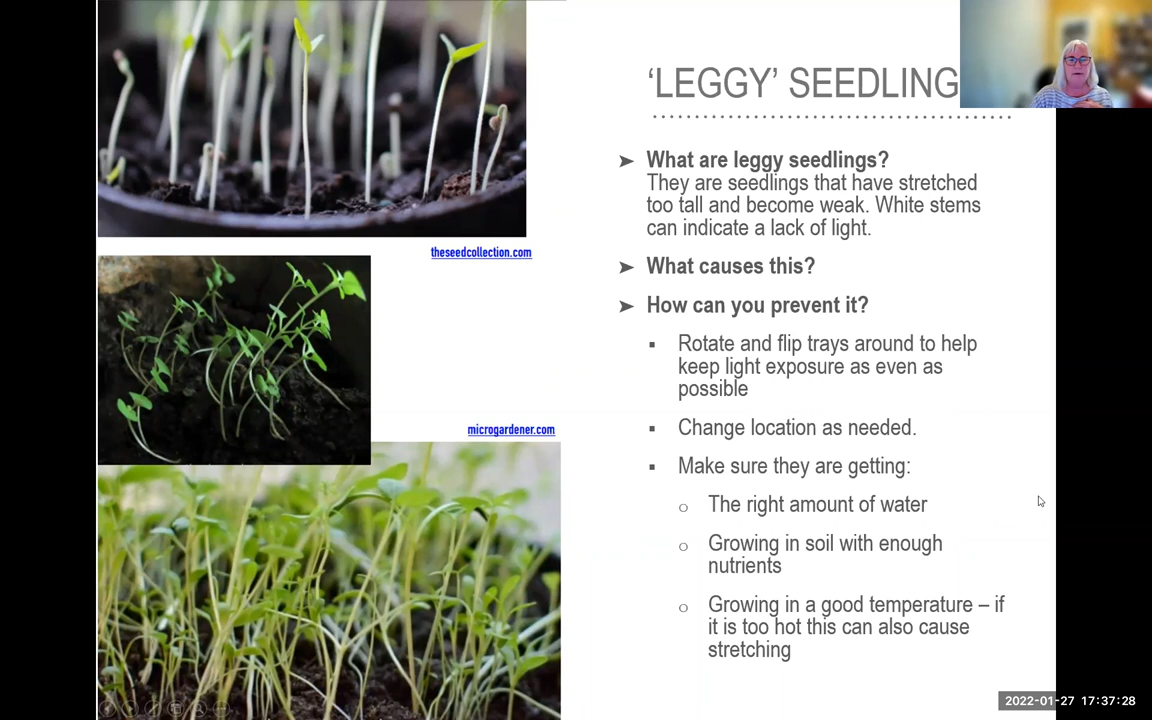 'LEGGY' SEEDLING
➤ What are leggy seedlings?
They are seedlings that have stretched
too tall and become weak. White stems
can indicate a lack of light.
➤ What causes this?
➤ How can you prevent it?
▪ Rotate and flip trays around to help
keep light exposure as even as
possible
▪ Change location as needed.
▪ Make sure they are getting:
o The right amount of water
o Growing in soil with enough
nutrients
o Growing in a good temperature – if
it is too hot this can also cause
stretching
theseedcollection.com
microgardener.com
2022-01-27 17:37:28